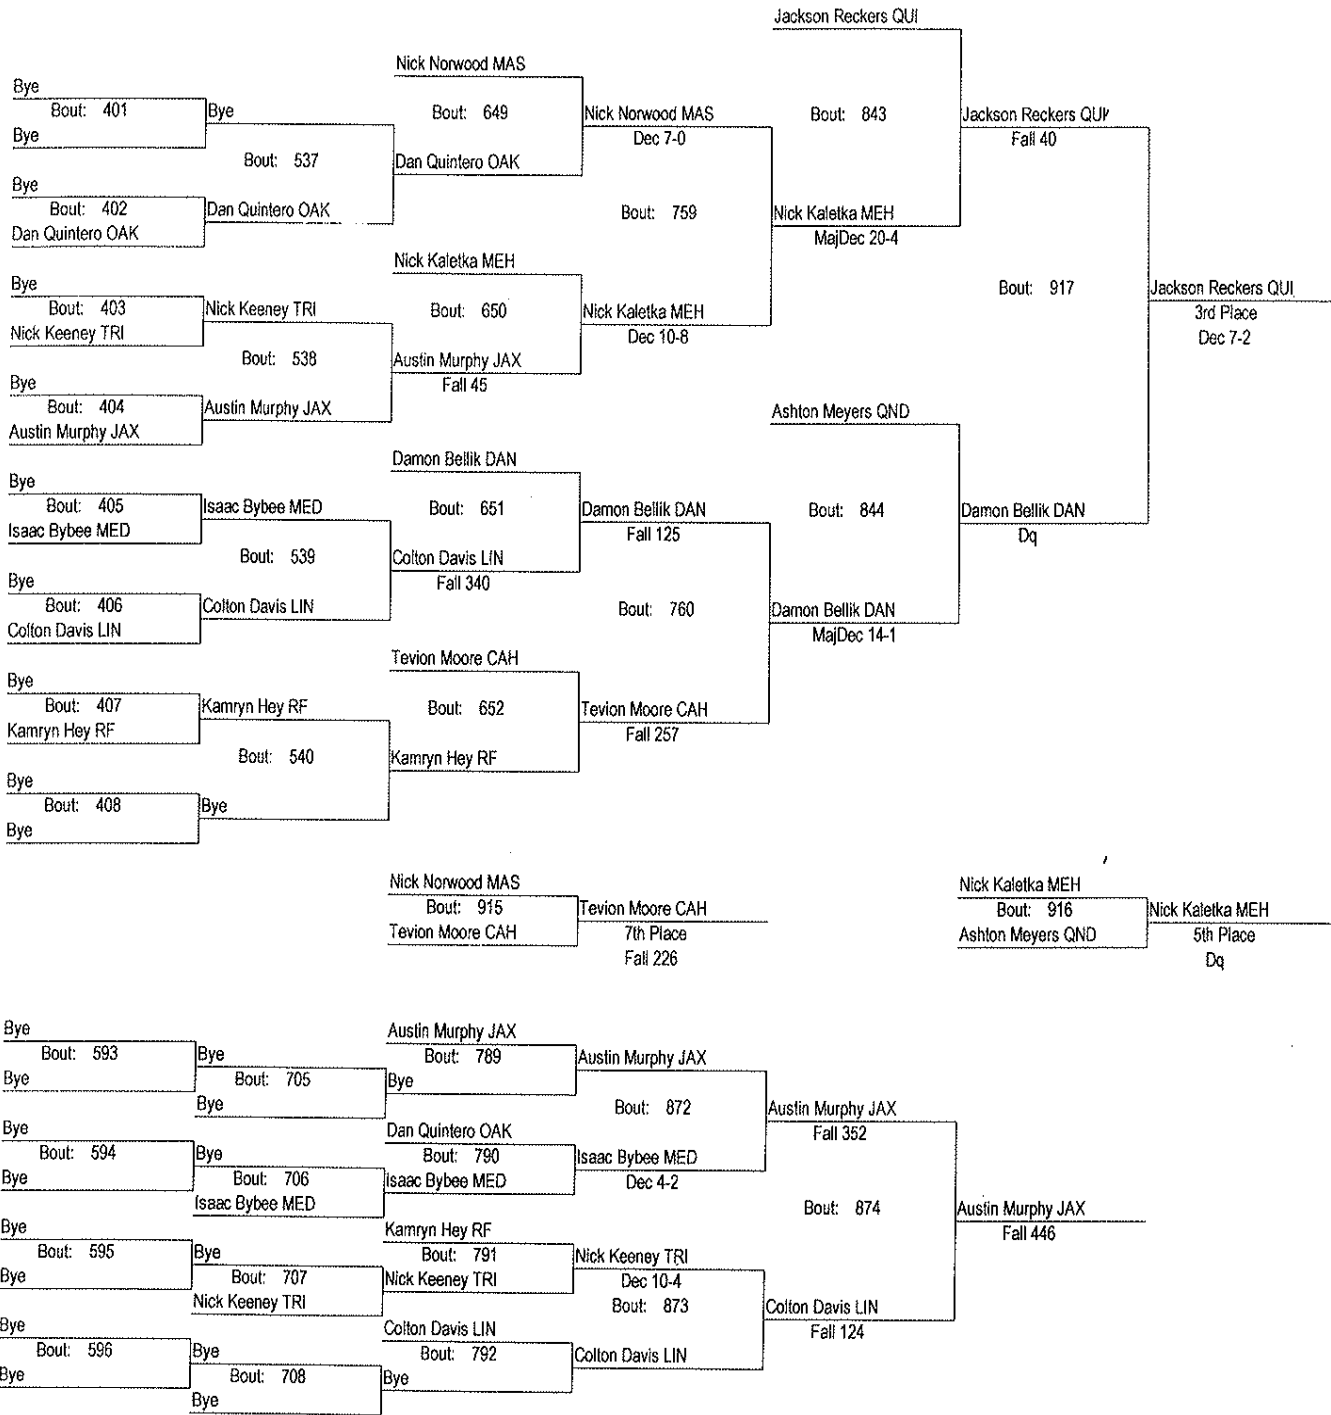 Jackson Reckers QUI
Nick Norwood MAS
Bye
Bout: 401
Bye
Bye
Bout: 649
Nick Norwood MAS
Dec 7-0
Bout: 843
Jackson Reckers QUI
Fall 40
Bout: 537
Dan Quintero OAK
Bye
Bout: 402
Dan Quintero OAK
Dan Quintero OAK
Bout: 759
Nick Kaletka MEH
MajDec 20-4
Nick Kaletka MEH
Bye
Bout: 403
Nick Keeney TRI
Nick Keeney TRI
Bout: 650
Nick Kaletka MEH
Dec 10-8
Bout: 917
Jackson Reckers QUI
3rd Place
Dec 7-2
Bout: 538
Austin Murphy JAX
Fall 45
Bye
Bout: 404
Austin Murphy JAX
Austin Murphy JAX
Ashton Meyers QND
Damon Bellik DAN
Bye
Bout: 405
Isaac Bybee MED
Isaac Bybee MED
Bout: 651
Damon Bellik DAN
Fall 125
Bout: 844
Damon Bellik DAN
Dq
Bout: 539
Colton Davis LIN
Fall 340
Bye
Bout: 406
Colton Davis LIN
Colton Davis LIN
Bout: 760
Damon Bellik DAN
MajDec 14-1
Tevion Moore CAH
Bye
Bout: 407
Kamryn Hey RF
Kamryn Hey RF
Bout: 652
Tevion Moore CAH
Fall 257
Bout: 540
Kamryn Hey RF
Bye
Bout: 408
Bye
Bye
Nick Norwood MAS
Bout: 915
Tevion Moore CAH
Tevion Moore CAH
7th Place
Fall 226
Nick Kaletka MEH
Bout: 916
Ashton Meyers QND
Nick Kaletka MEH
5th Place
Dq
Bye
Bout: 593
Bye
Bye
Bout: 705
Bye
Austin Murphy JAX
Bout: 789
Bye
Austin Murphy JAX
Bout: 872
Austin Murphy JAX
Fall 352
Bye
Bout: 594
Bye
Bye
Bout: 706
Isaac Bybee MED
Dan Quintero OAK
Bout: 790
Isaac Bybee MED
Isaac Bybee MED
Dec 4-2
Bout: 874
Austin Murphy JAX
Fall 446
Bye
Bout: 595
Bye
Bye
Bout: 707
Nick Keeney TRI
Kamryn Hey RF
Bout: 791
Nick Keeney TRI
Nick Keeney TRI
Dec 10-4
Bout: 873
Colton Davis LIN
Fall 124
Bye
Bout: 596
Bye
Bye
Bout: 708
Bye
Colton Davis LIN
Bout: 792
Bye
Colton Davis LIN